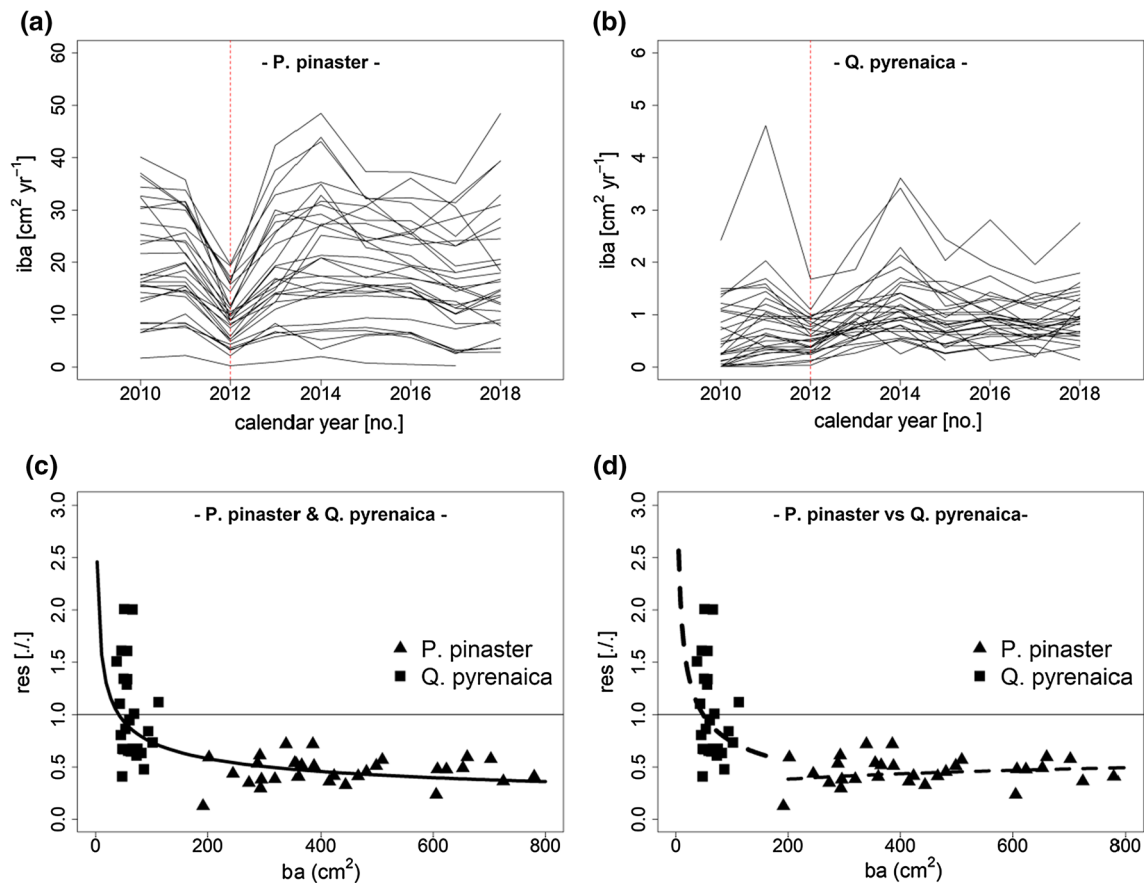 (a)
- P. pinaster -
60
50
40
30
20
10
0
iba [cm² yr⁻¹]
2010 2012 2014 2016 2018
calendar year [no.]
(b)
- Q. pyrenaica -
6
5
4
3
2
1
0
iba [cm² yr⁻¹]
2010 2012 2014 2016 2018
calendar year [no.]
(c)
- P. pinaster & Q. pyrenaica -
3.0
2.5
2.0
1.5
1.0
0.5
0.0
res [./.]
P. pinaster
Q. pyrenaica
0 200 400 600 800
ba (cm²)
(d)
- P. pinaster vs Q. pyrenaica-
3.0
2.5
2.0
1.5
1.0
0.5
0.0
res [./.]
P. pinaster
Q. pyrenaica
0 200 400 600 800
ba (cm²)